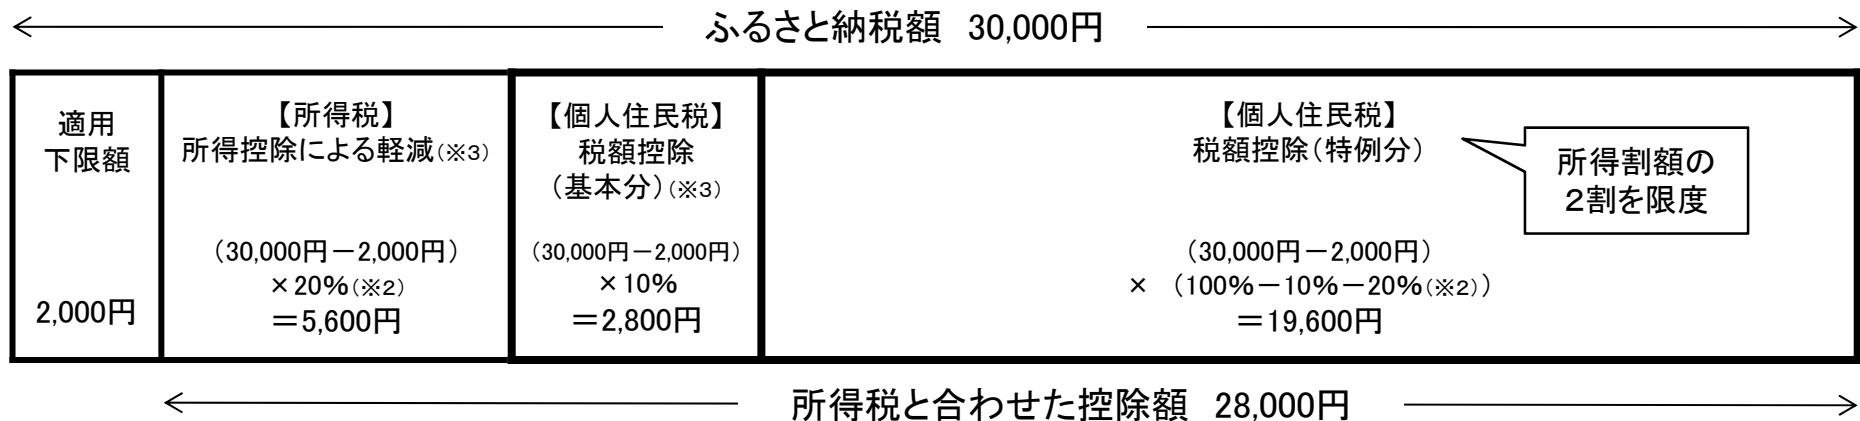 ふるさと納税額 30,000円
適用
下限額
2,000円
【所得税】
所得控除による軽減(※3)
(30,000円-2,000円)
×20%(※2)
=5,600円
【個人住民税】
税額控除
(基本分)(※3)
(30,000円-2,000円)
×10%
=2,800円
【個人住民税】
税額控除(特例分)
(30,000円-2,000円)
× (100%-10%-20%(※2))
=19,600円
所得割額の
2割を限度
所得税と合わせた控除額 28,000円